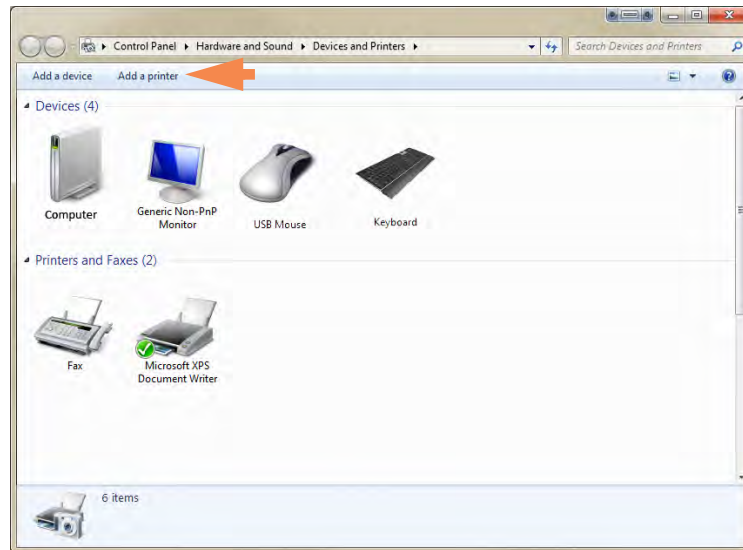 Control Panel ▸ Hardware and Sound ▸ Devices and Printers ▸
Search Devices and Printers
Add a device Add a printer
Devices (4)
Computer
Generic Non-PnP
Monitor
USB Mouse
Keyboard
Printers and Faxes (2)
Fax
Microsoft XPS
Document Writer
6 items